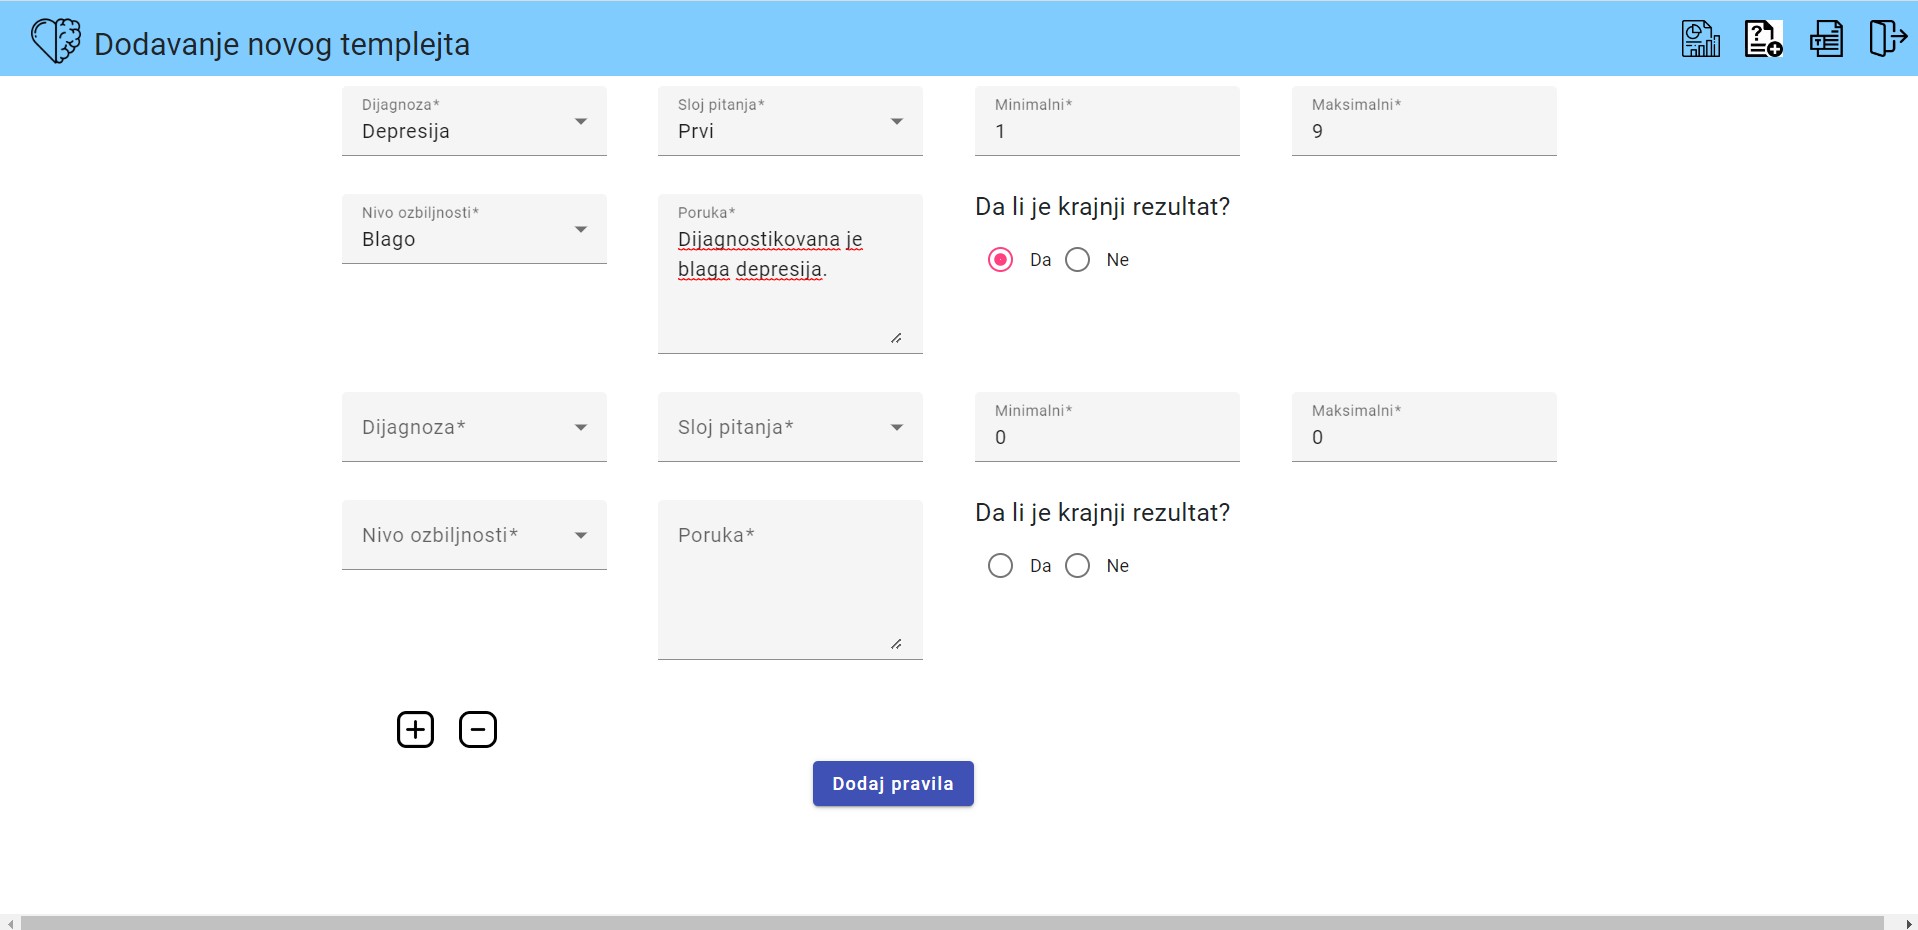 Dodavanje novog templejta
Dijagnoza*
Depresija
Sloj pitanja*
Prvi
Minimalni*
1
Maksimalni*
9
Nivo ozbiljnosti*
Blago
Poruka*
Dijagnostikovana je
blaga depresija.
Da li je krajnji rezultat?
Da
Ne
Dijagnoza*
Sloj pitanja*
Minimalni*
0
Maksimalni*
0
Nivo ozbiljnosti*
Poruka*
Da li je krajnji rezultat?
Da
Ne
Dodaj pravila